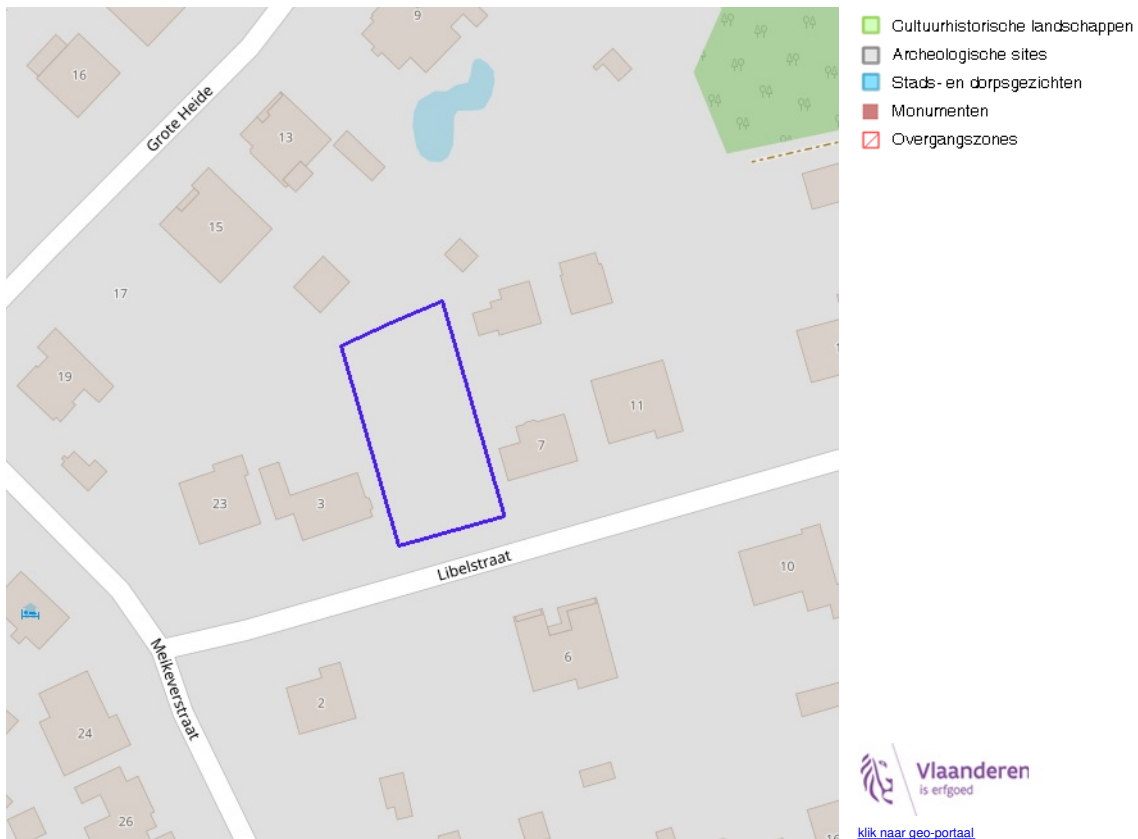 9
16
Grote Heide
13
15
17
19
11
7
23
3
Libelstraat
10
6
Meikeverstraat
2
24
26
Cultuurhistorische landschappen
Archeologische sites
Stads- en dorpsgezichten
Monumenten
Overgangszones
Vlaanderen
is erfgoed
klik naar geo-portaal